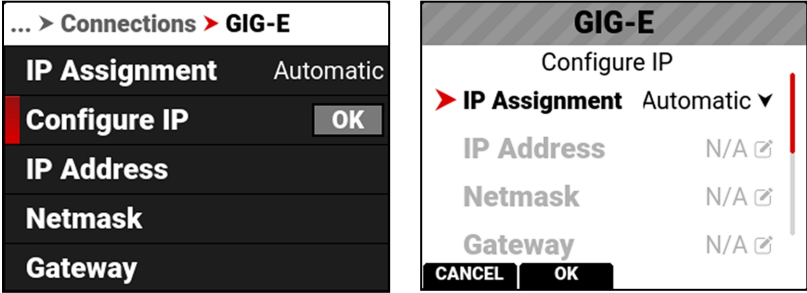 ... > Connections > GIG-E
IP Assignment Automatic
Configure IP OK
IP Address
Netmask
Gateway
GIG-E
Configure IP
IP Assignment Automatic
IP Address N/A
Netmask N/A
Gateway N/A
CANCEL OK